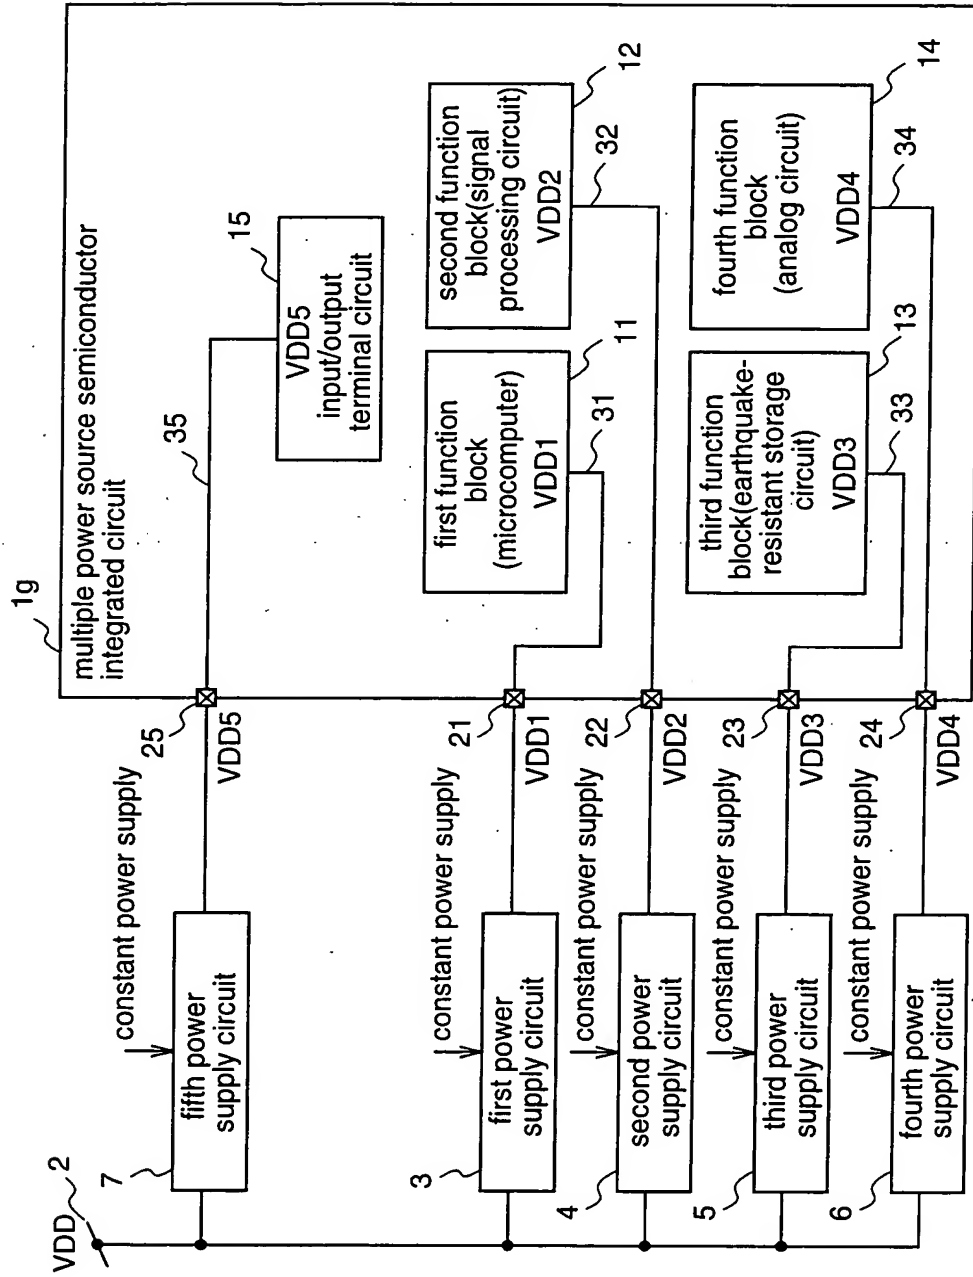 1g
multiple power source semiconductor
integrated circuit
VDD
2
7
fifth power
supply circuit
constant power supply
25
VDD5
35
15
VDD5
input/output
terminal circuit
3
first power
supply circuit
constant power supply
21
VDD1
first function
block
(microcomputer)
VDD1
11
31
second function
block(signal
processing circuit)
VDD2
12
32
4
second power
supply circuit
constant power supply
22
VDD2
5
third power
supply circuit
constant power supply
23
VDD3
third function
block(earthquake-
resistant storage
circuit)
VDD3
13
33
fourth function
block
(analog circuit)
VDD4
14
34
6
fourth power
supply circuit
constant power supply
24
VDD4